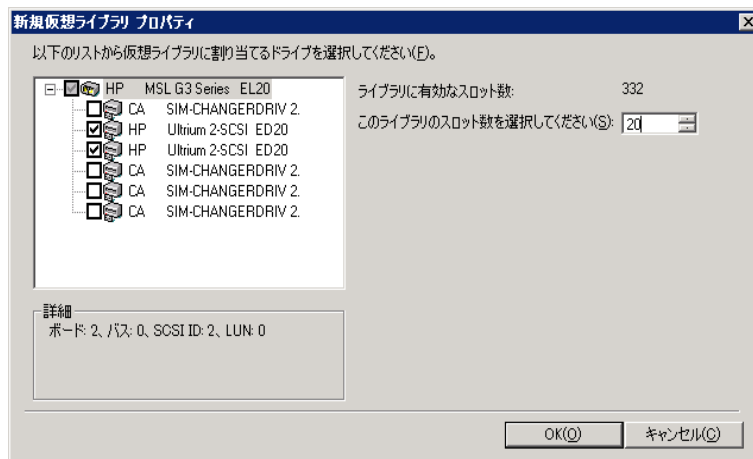 新規仮想ライブラリ プロパティ
以下のリストから仮想ライブラリに割り当てるドライブを選択してください(E)。
HP MSL G3 Series EL20
CA SIM-CHANGERDRIV 2.
HP Ultrium 2-SCSI ED20
HP Ultrium 2-SCSI ED20
CA SIM-CHANGERDRIV 2.
CA SIM-CHANGERDRIV 2.
CA SIM-CHANGERDRIV 2.
ライブラリに有効なスロット数: 332
このライブラリのスロット数を選択してください(S): 20
詳細
ボード: 2、バス: 0、SCSI ID: 2、LUN: 0
OK(O) キャンセル(C)